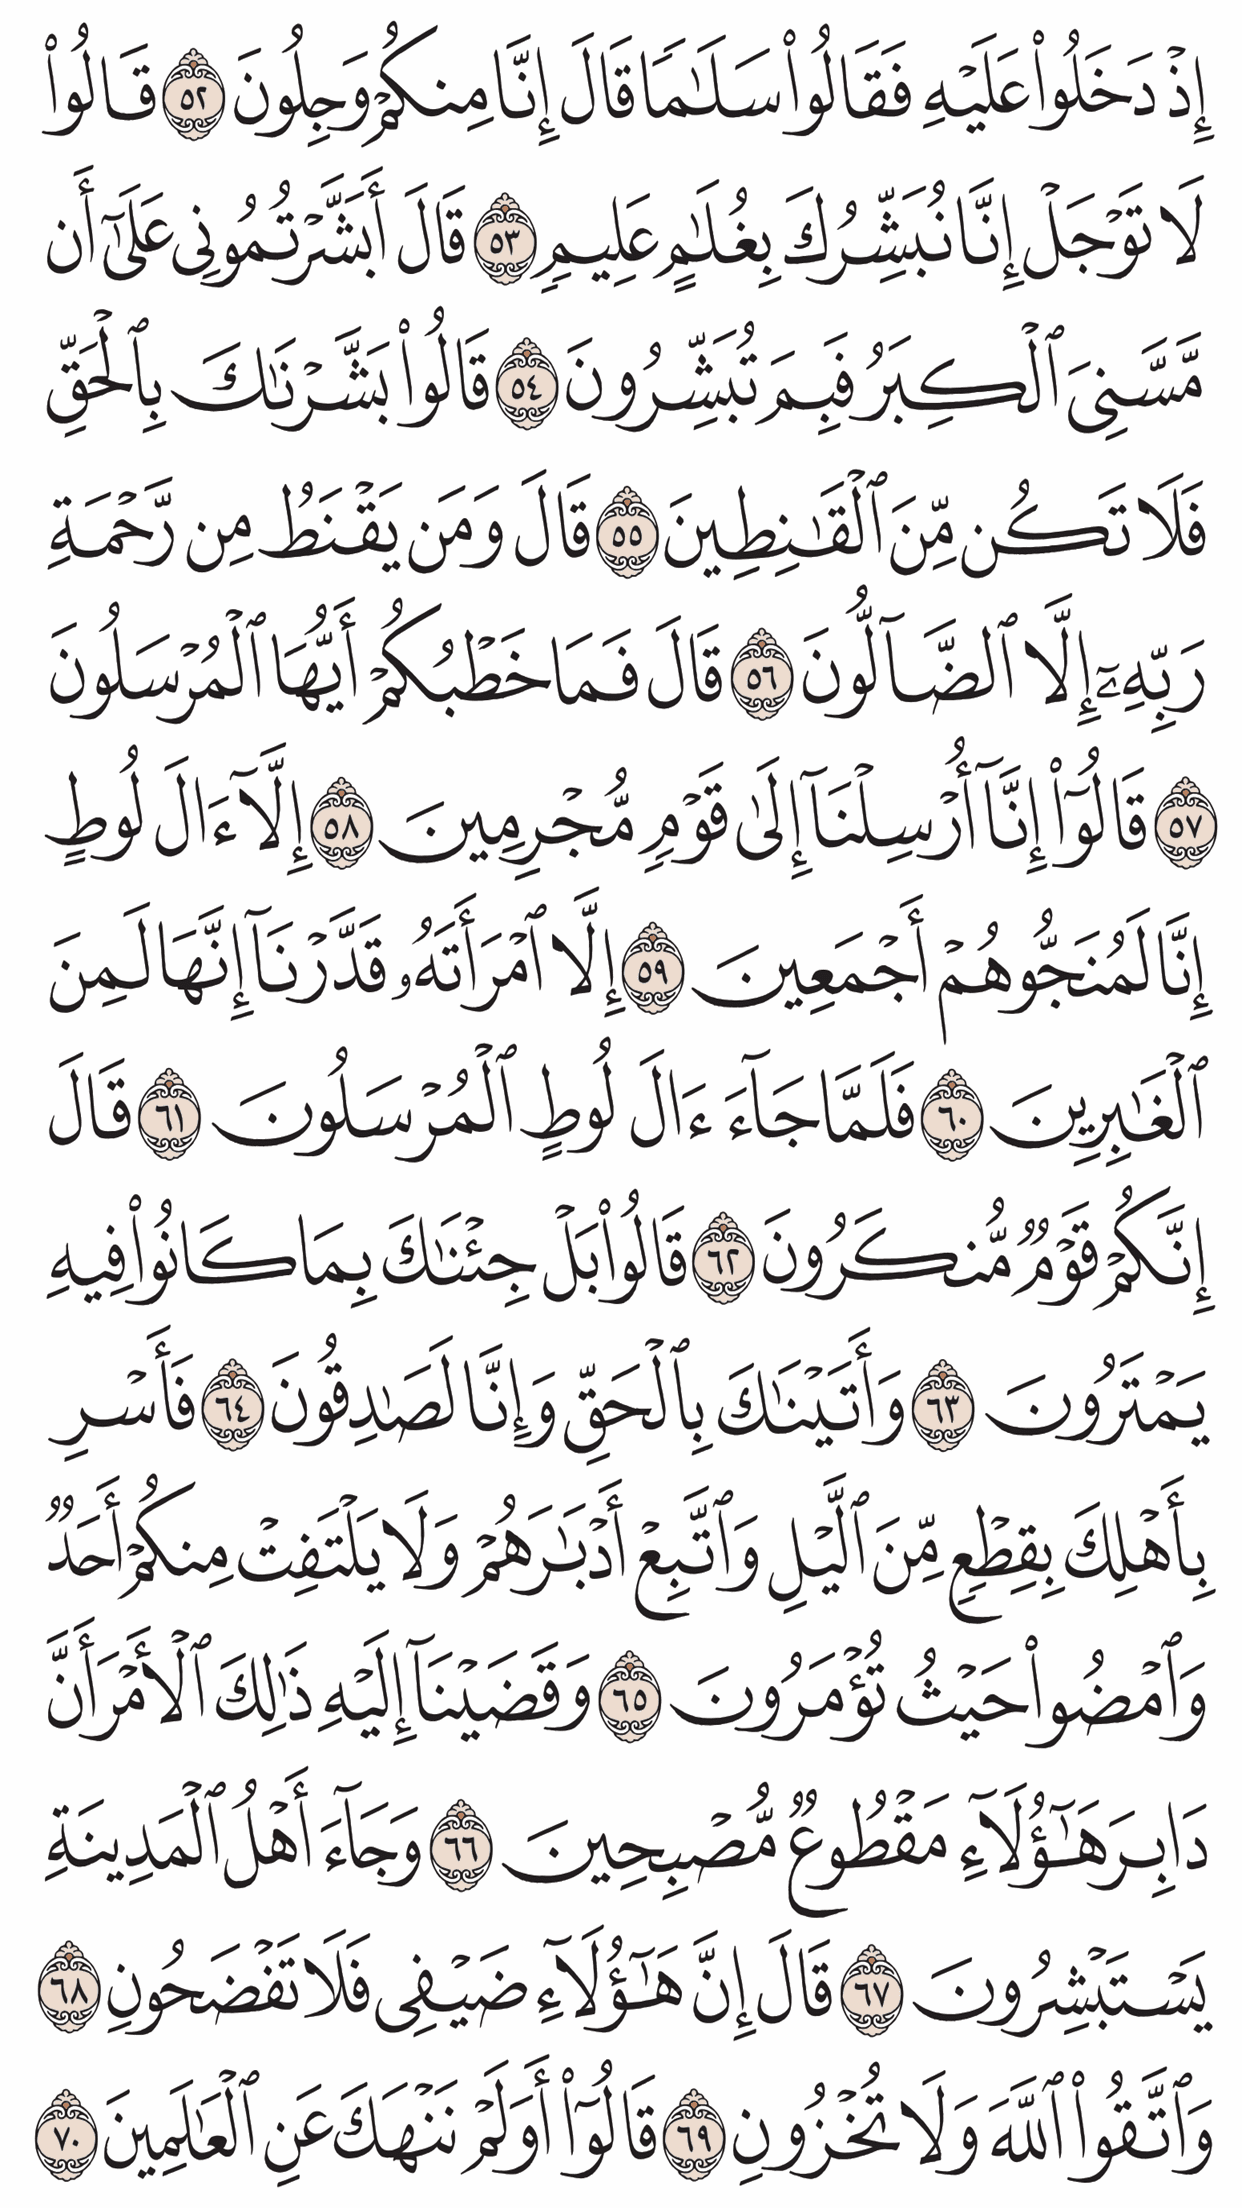 إِذْ دَخَلُوا۟ عَلَيْهِ فَقَالُوا۟ سَلَـٰمًا قَالَ إِنَّا مِنكُمْ وَجِلُونَ ٥٢ قَالُوا۟
لَا تَوْجَلْ إِنَّا نُبَشِّرُكَ بِغُلَـٰمٍ عَلِيمٍ ٥٣ قَالَ أَبَشَّرْتُمُونِى عَلَىٰٓ أَن
مَّسَّنِىَ ٱلْكِبَرُ فَبِمَ تُبَشِّرُونَ ٥٤ قَالُوا۟ بَشَّرْنَـٰكَ بِٱلْحَقِّ
فَلَا تَكُن مِّنَ ٱلْقَـٰنِطِينَ ٥٥ قَالَ وَمَن يَقْنَطُ مِن رَّحْمَةِ
رَبِّهِۦٓ إِلَّا ٱلضَّآلُّونَ ٥٦ قَالَ فَمَا خَطْبُكُمْ أَيُّهَا ٱلْمُرْسَلُونَ
٥٧ قَالُوٓا۟ إِنَّآ أُرْسِلْنَآ إِلَىٰ قَوْمٍ مُّجْرِمِينَ ٥٨ إِلَّآ ءَالَ لُوطٍ
إِنَّا لَمُنَجُّوهُمْ أَجْمَعِينَ ٥٩ إِلَّا ٱمْرَأَتَهُۥ قَدَّرْنَآ إِنَّهَا لَمِنَ
ٱلْغَـٰبِرِينَ ٦٠ فَلَمَّا جَآءَ ءَالَ لُوطٍ ٱلْمُرْسَلُونَ ٦١ قَالَ
إِنَّكُمْ قَوْمٌ مُّنكَرُونَ ٦٢ قَالُوا۟ بَلْ جِئْنَـٰكَ بِمَا كَانُوا۟ فِيهِ
يَمْتَرُونَ ٦٣ وَأَتَيْنَـٰكَ بِٱلْحَقِّ وَإِنَّا لَصَـٰدِقُونَ ٦٤ فَأَسْرِ
بِأَهْلِكَ بِقِطْعٍ مِّنَ ٱلَّيْلِ وَٱتَّبِعْ أَدْبَـٰرَهُمْ وَلَا يَلْتَفِتْ مِنكُمْ أَحَدٌ
وَٱمْضُوا۟ حَيْثُ تُؤْمَرُونَ ٦٥ وَقَضَيْنَآ إِلَيْهِ ذَٰلِكَ ٱلْأَمْرَ أَنَّ
دَابِرَ هَـٰٓؤُلَآءِ مَقْطُوعٌ مُّصْبِحِينَ ٦٦ وَجَآءَ أَهْلُ ٱلْمَدِينَةِ
يَسْتَبْشِرُونَ ٦٧ قَالَ إِنَّ هَـٰٓؤُلَآءِ ضَيْفِى فَلَا تَفْضَحُونِ ٦٨
وَٱتَّقُوا۟ ٱللَّهَ وَلَا تُخْزُونِ ٦٩ قَالُوٓا۟ أَوَلَمْ نَنْهَكَ عَنِ ٱلْعَـٰلَمِينَ ٧٠